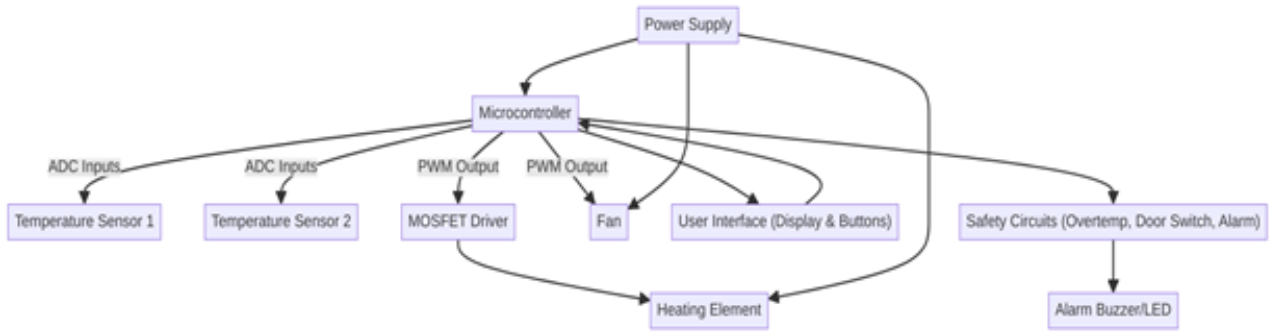 Power Supply
Microcontroller
ADC Inputs
ADC Inputs
PWM Output
PWM Output
Temperature Sensor 1
Temperature Sensor 2
MOSFET Driver
Fan
User Interface (Display & Buttons)
Safety Circuits (Overtemp, Door Switch, Alarm)
Heating Element
Alarm Buzzer/LED